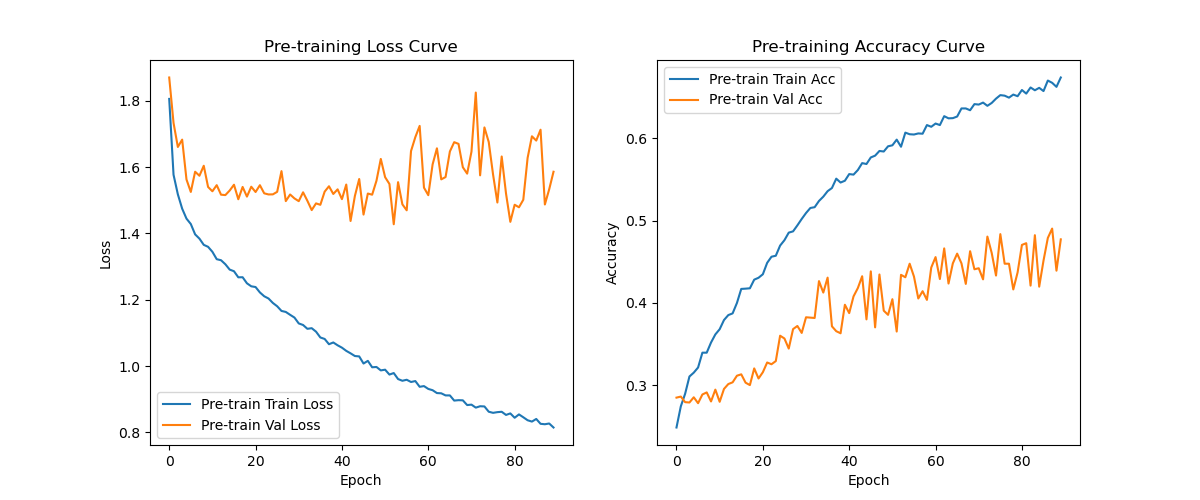 Pre-training Loss Curve
1.8
1.6
1.4
1.2
1.0
0.8
Loss
Pre-train Train Loss
Pre-train Val Loss
0 20 40 60 80
Epoch
Pre-training Accuracy Curve
Pre-train Train Acc
Pre-train Val Acc
0.6
0.5
0.4
0.3
Accuracy
0 20 40 60 80
Epoch